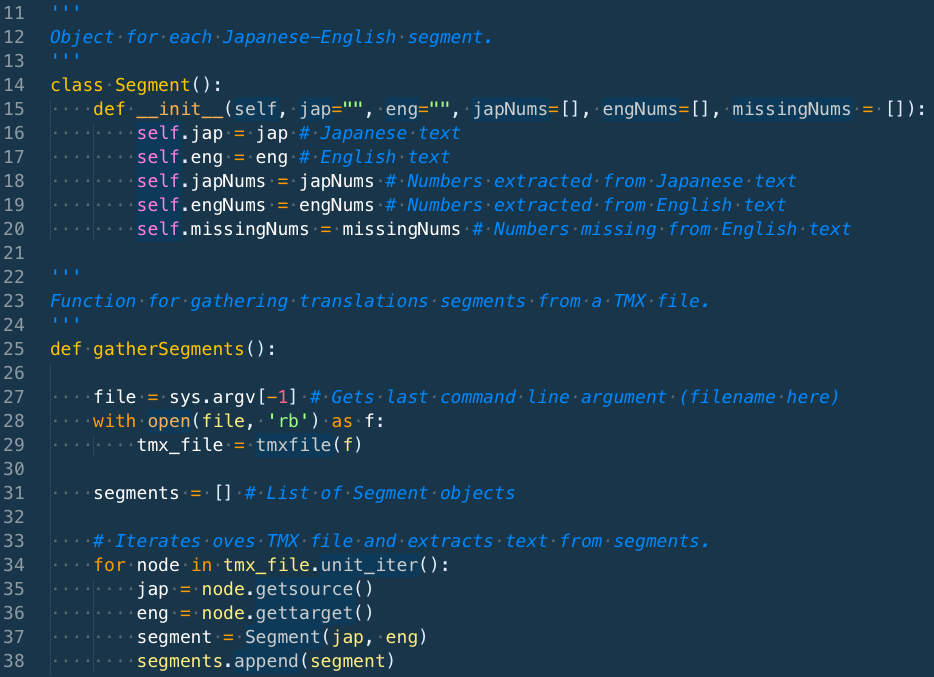 11 '''
12 Object for each Japanese-English segment.
13 '''
14 class Segment():
15     def __init__(self, jap="", eng="", japNums=[], engNums=[], missingNums = []):
16         self.jap = jap # Japanese text
17         self.eng = eng # English text
18         self.japNums = japNums # Numbers extracted from Japanese text
19         self.engNums = engNums # Numbers extracted from English text
20         self.missingNums = missingNums # Numbers missing from English text
21
22 '''
23 Function for gathering translations segments from a TMX file.
24 '''
25 def gatherSegments():
26
27     file = sys.argv[-1] # Gets last command line argument (filename here)
28     with open(file, 'rb') as f:
29         tmx_file = tmxfile(f)
30
31     segments = [] # List of Segment objects
32
33     # Iterates oves TMX file and extracts text from segments.
34     for node in tmx_file.unit_iter():
35         jap = node.getsource()
36         eng = node.gettarget()
37         segment = Segment(jap, eng)
38         segments.append(segment)